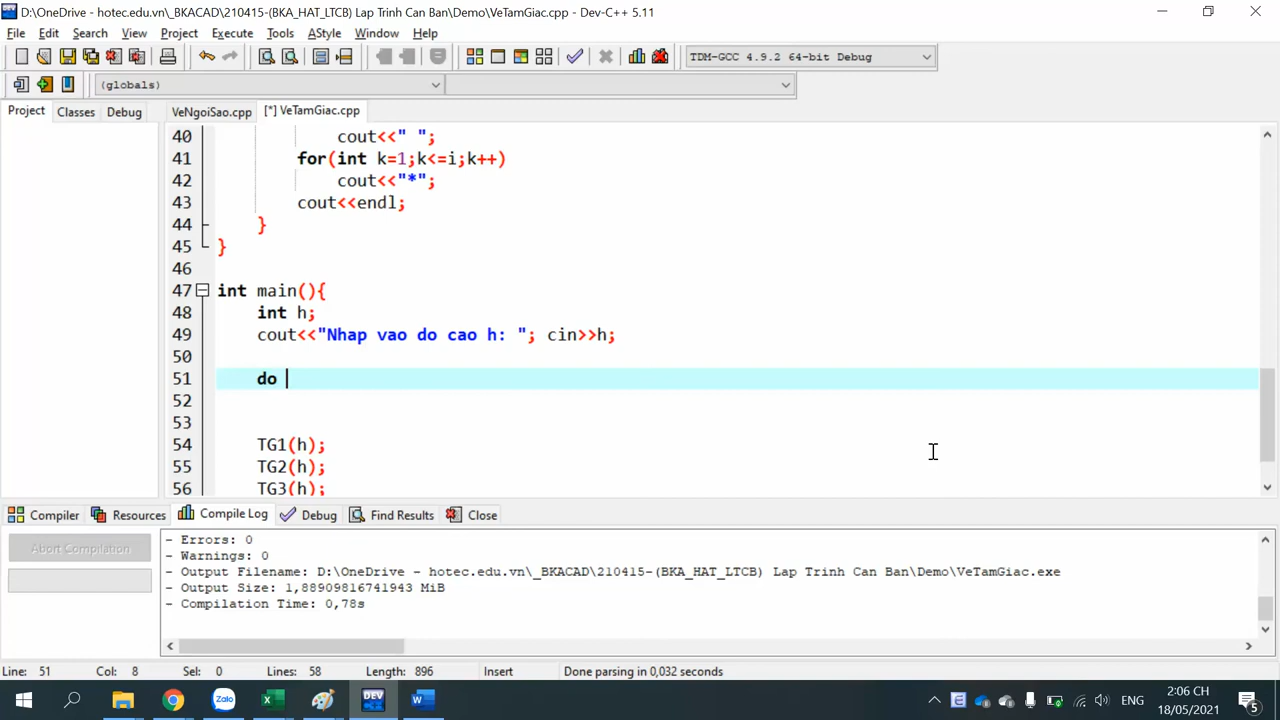 D:\OneDrive - hotec.edu.vn\_BKACAD\210415-(BKA_HAT_LTCB) Lap Trinh Can Ban\Demo\VeTamGiac.cpp - Dev-C++ 5.11
File Edit Search View Project Execute Tools AStyle Window Help
TDM-GCC 4.9.2 64-bit Debug
(globals)
Project Classes Debug VeNgoiSao.cpp [*] VeTamGiac.cpp
40 cout<<" ";
41 for(int k=1;k<=i;k++)
42 cout<<"*";
43 cout<<endl;
44 }
45 }
46
47 int main(){
48 int h;
49 cout<<"Nhap vao do cao h: "; cin>>h;
50
51 do
52
53
54 TG1(h);
55 TG2(h);
56 TG3(h);
Compiler Resources Compile Log Debug Find Results Close
Abort Compilation
- Errors: 0
- Warnings: 0
- Output Filename: D:\OneDrive - hotec.edu.vn\_BKACAD\210415-(BKA_HAT_LTCB) Lap Trinh Can Ban\Demo\VeTamGiac.exe
- Output Size: 1,88909816741943 MiB
- Compilation Time: 0,78s
Line: 51 Col: 8 Sel: 0 Lines: 58 Length: 896 Insert Done parsing in 0,032 seconds
Zalo DEV ENG 2:06 CH
18/05/2021 5